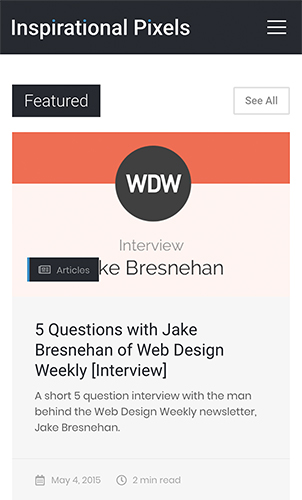 Inspirational Pixels
Featured
See All
WDW
Interview
ke Bresnehan
Articles
5 Questions with Jake
Bresnehan of Web Design
Weekly [Interview]
A short 5 question interview with the man
behind the Web Design Weekly newsletter,
Jake Bresnehan.
May 4, 2015
2 min read